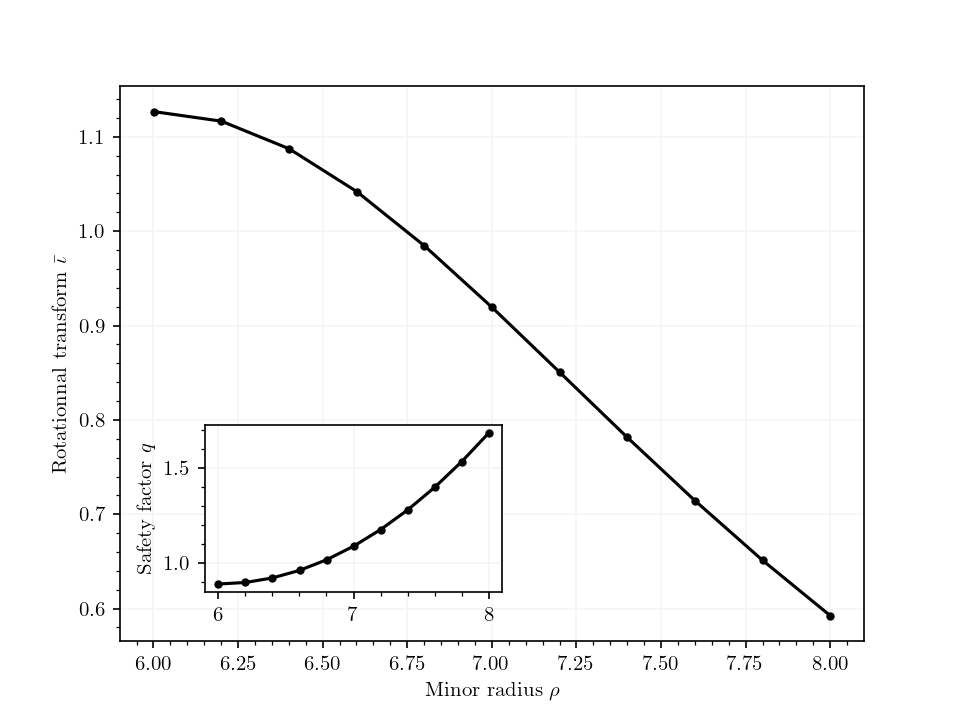 1.1
1.0
0.9
0.8
0.7
0.6
Rotationnal transform ῑ
6.00 6.25 6.50 6.75 7.00 7.25 7.50 7.75 8.00
Minor radius ρ
1.5
1.0
Safety factor q
6 7 8